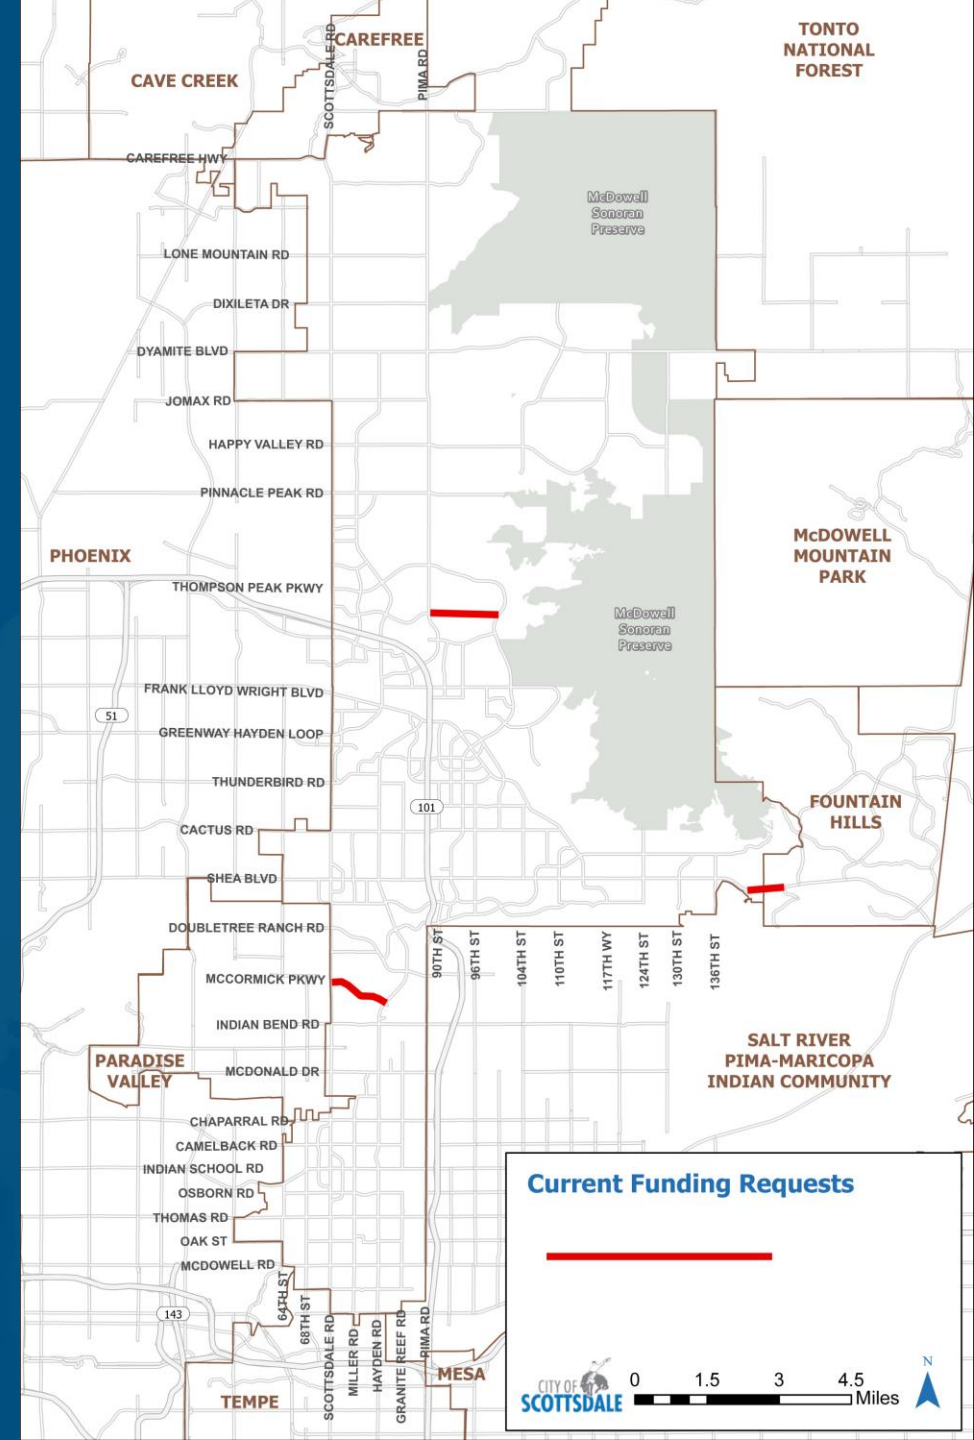 TONTO
NATIONAL
FOREST
CAREFREE
CAVE CREEK
SCOTTSDALE RD
PIMA RD
CAREFREE HWY
McDowell
Sonoran
Preserve
LONE MOUNTAIN RD
DIXILETA DR
DYAMITE BLVD
JOMAX RD
HAPPY VALLEY RD
PINNACLE PEAK RD
PHOENIX
McDOWELL
MOUNTAIN
PARK
THOMPSON PEAK PKWY
McDowell
Sonoran
Preserve
FRANK LLOYD WRIGHT BLVD
51
GREENWAY HAYDEN LOOP
THUNDERBIRD RD
101
FOUNTAIN
HILLS
CACTUS RD
SHEA BLVD
DOUBLETREE RANCH RD
90TH ST
96TH ST
104TH ST
110TH ST
117TH WY
124TH ST
130TH ST
136TH ST
MCCORMICK PKWY
INDIAN BEND RD
PARADISE
VALLEY
MCDONALD DR
SALT RIVER
PIMA-MARICOPA
INDIAN COMMUNITY
CHAPARRAL RD
CAMELBACK RD
INDIAN SCHOOL RD
OSBORN RD
THOMAS RD
OAK ST
MCDOWELL RD
143
64TH ST
68TH ST
SCOTTSDALE RD
MILLER RD
HAYDEN RD
GRANITE REEF RD
PIMA RD
TEMPE
MESA
Current Funding Requests
CITY OF
SCOTTSDALE
0 1.5 3 4.5
Miles
N